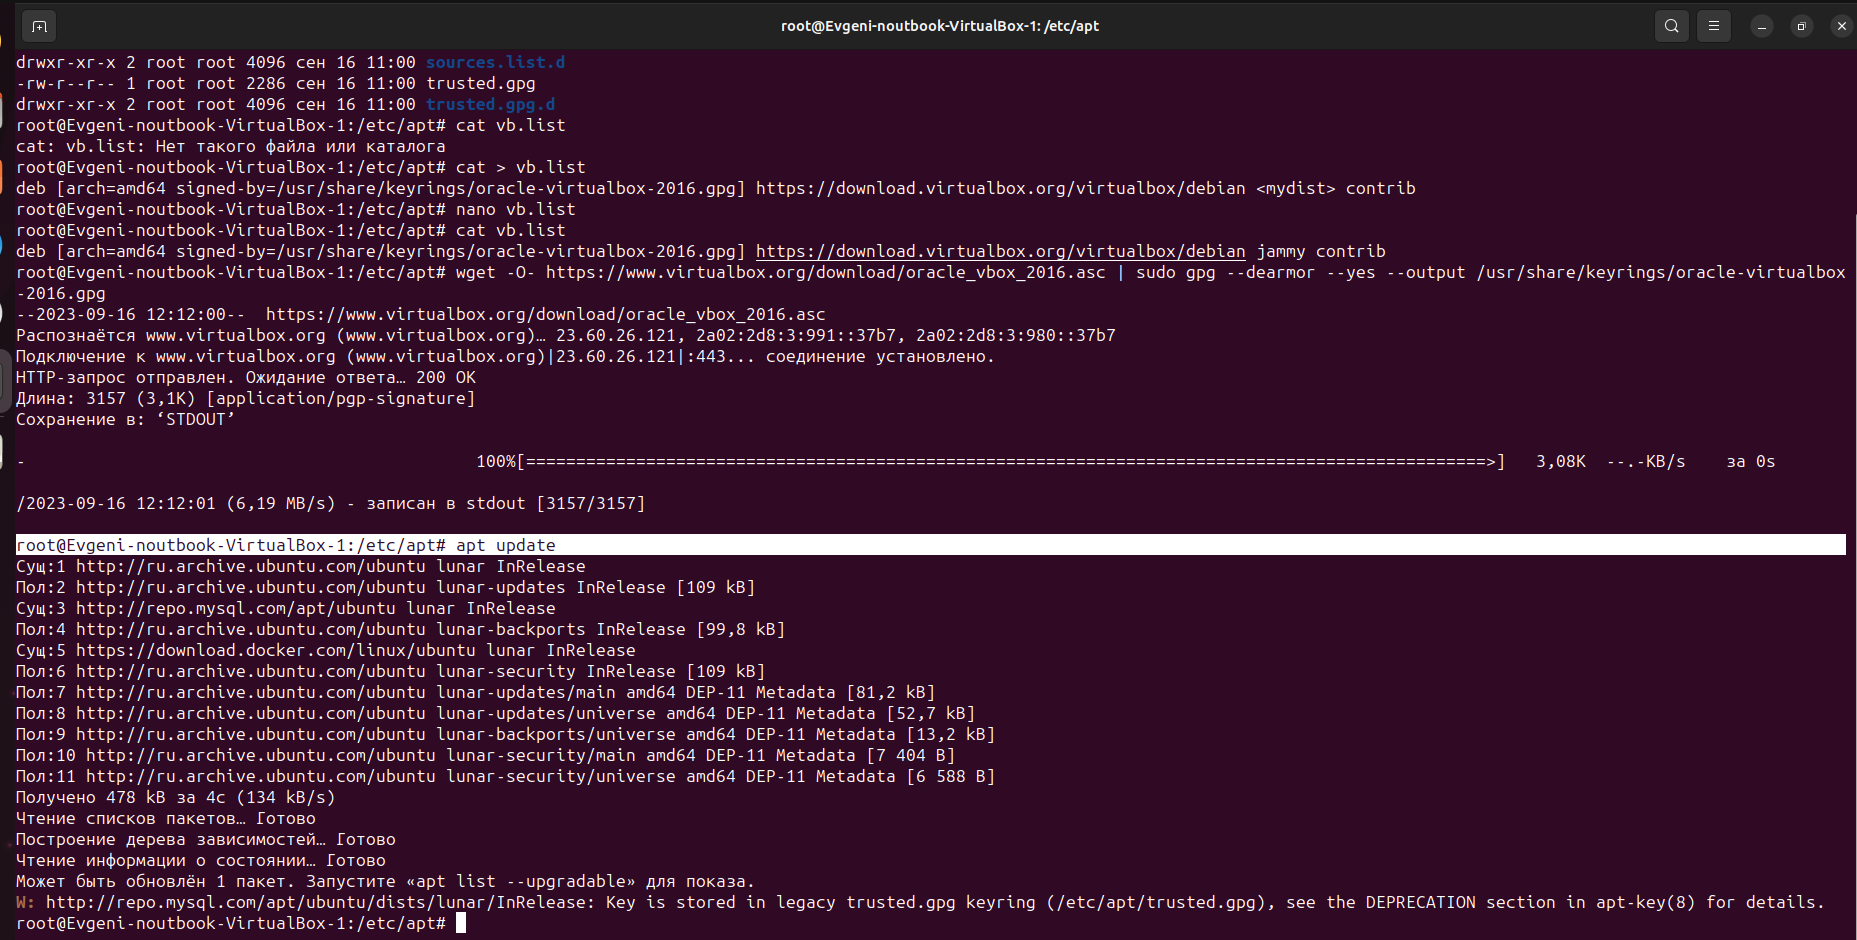 root@Evgeni-noutbook-VirtualBox-1: /etc/apt
drwxr-xr-x 2 root root 4096 сен 16 11:00 sources.list.d
-rw-r--r-- 1 root root 2286 сен 16 11:00 trusted.gpg
drwxr-xr-x 2 root root 4096 сен 16 11:00 trusted.gpg.d
root@Evgeni-noutbook-VirtualBox-1:/etc/apt# cat vb.list
cat: vb.list: Нет такого файла или каталога
root@Evgeni-noutbook-VirtualBox-1:/etc/apt# cat > vb.list
deb [arch=amd64 signed-by=/usr/share/keyrings/oracle-virtualbox-2016.gpg] https://download.virtualbox.org/virtualbox/debian <mydist> contrib
root@Evgeni-noutbook-VirtualBox-1:/etc/apt# nano vb.list
root@Evgeni-noutbook-VirtualBox-1:/etc/apt# cat vb.list
deb [arch=amd64 signed-by=/usr/share/keyrings/oracle-virtualbox-2016.gpg] https://download.virtualbox.org/virtualbox/debian jammy contrib
root@Evgeni-noutbook-VirtualBox-1:/etc/apt# wget -O- https://www.virtualbox.org/download/oracle_vbox_2016.asc | sudo gpg --dearmor --yes --output /usr/share/keyrings/oracle-virtualbox
-2016.gpg
--2023-09-16 12:12:00--  https://www.virtualbox.org/download/oracle_vbox_2016.asc
Распознаётся www.virtualbox.org (www.virtualbox.org)… 23.60.26.121, 2a02:2d8:3:991::37b7, 2a02:2d8:3:980::37b7
Подключение к www.virtualbox.org (www.virtualbox.org)|23.60.26.121|:443... соединение установлено.
HTTP-запрос отправлен. Ожидание ответа… 200 OK
Длина: 3157 (3,1K) [application/pgp-signature]
Сохранение в: ‘STDOUT’
- 100%[================================================================================================>] 3,08K --.-KB/s за 0s
/2023-09-16 12:12:01 (6,19 MB/s) - записан в stdout [3157/3157]
root@Evgeni-noutbook-VirtualBox-1:/etc/apt# apt update
Сущ:1 http://ru.archive.ubuntu.com/ubuntu lunar InRelease
Пол:2 http://ru.archive.ubuntu.com/ubuntu lunar-updates InRelease [109 kB]
Сущ:3 http://repo.mysql.com/apt/ubuntu lunar InRelease
Пол:4 http://ru.archive.ubuntu.com/ubuntu lunar-backports InRelease [99,8 kB]
Сущ:5 https://download.docker.com/linux/ubuntu lunar InRelease
Пол:6 http://ru.archive.ubuntu.com/ubuntu lunar-security InRelease [109 kB]
Пол:7 http://ru.archive.ubuntu.com/ubuntu lunar-updates/main amd64 DEP-11 Metadata [81,2 kB]
Пол:8 http://ru.archive.ubuntu.com/ubuntu lunar-updates/universe amd64 DEP-11 Metadata [52,7 kB]
Пол:9 http://ru.archive.ubuntu.com/ubuntu lunar-backports/universe amd64 DEP-11 Metadata [13,2 kB]
Пол:10 http://ru.archive.ubuntu.com/ubuntu lunar-security/main amd64 DEP-11 Metadata [7 404 B]
Пол:11 http://ru.archive.ubuntu.com/ubuntu lunar-security/universe amd64 DEP-11 Metadata [6 588 B]
Получено 478 kB за 4с (134 kB/s)
Чтение списков пакетов… Готово
Построение дерева зависимостей… Готово
Чтение информации о состоянии… Готово
Может быть обновлён 1 пакет. Запустите «apt list --upgradable» для показа.
W: http://repo.mysql.com/apt/ubuntu/dists/lunar/InRelease: Key is stored in legacy trusted.gpg keyring (/etc/apt/trusted.gpg), see the DEPRECATION section in apt-key(8) for details.
root@Evgeni-noutbook-VirtualBox-1:/etc/apt#